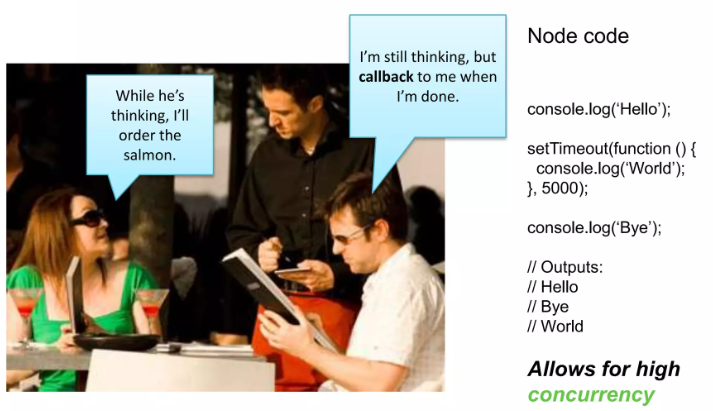 While he's
thinking, I'll
order the
salmon.
I'm still thinking, but
callback to me when
I'm done.
Node code
console.log(‘Hello’);
setTimeout(function () {
console.log(‘World’);
}, 5000);
console.log(‘Bye’);
// Outputs:
// Hello
// Bye
// World
Allows for high
concurrency